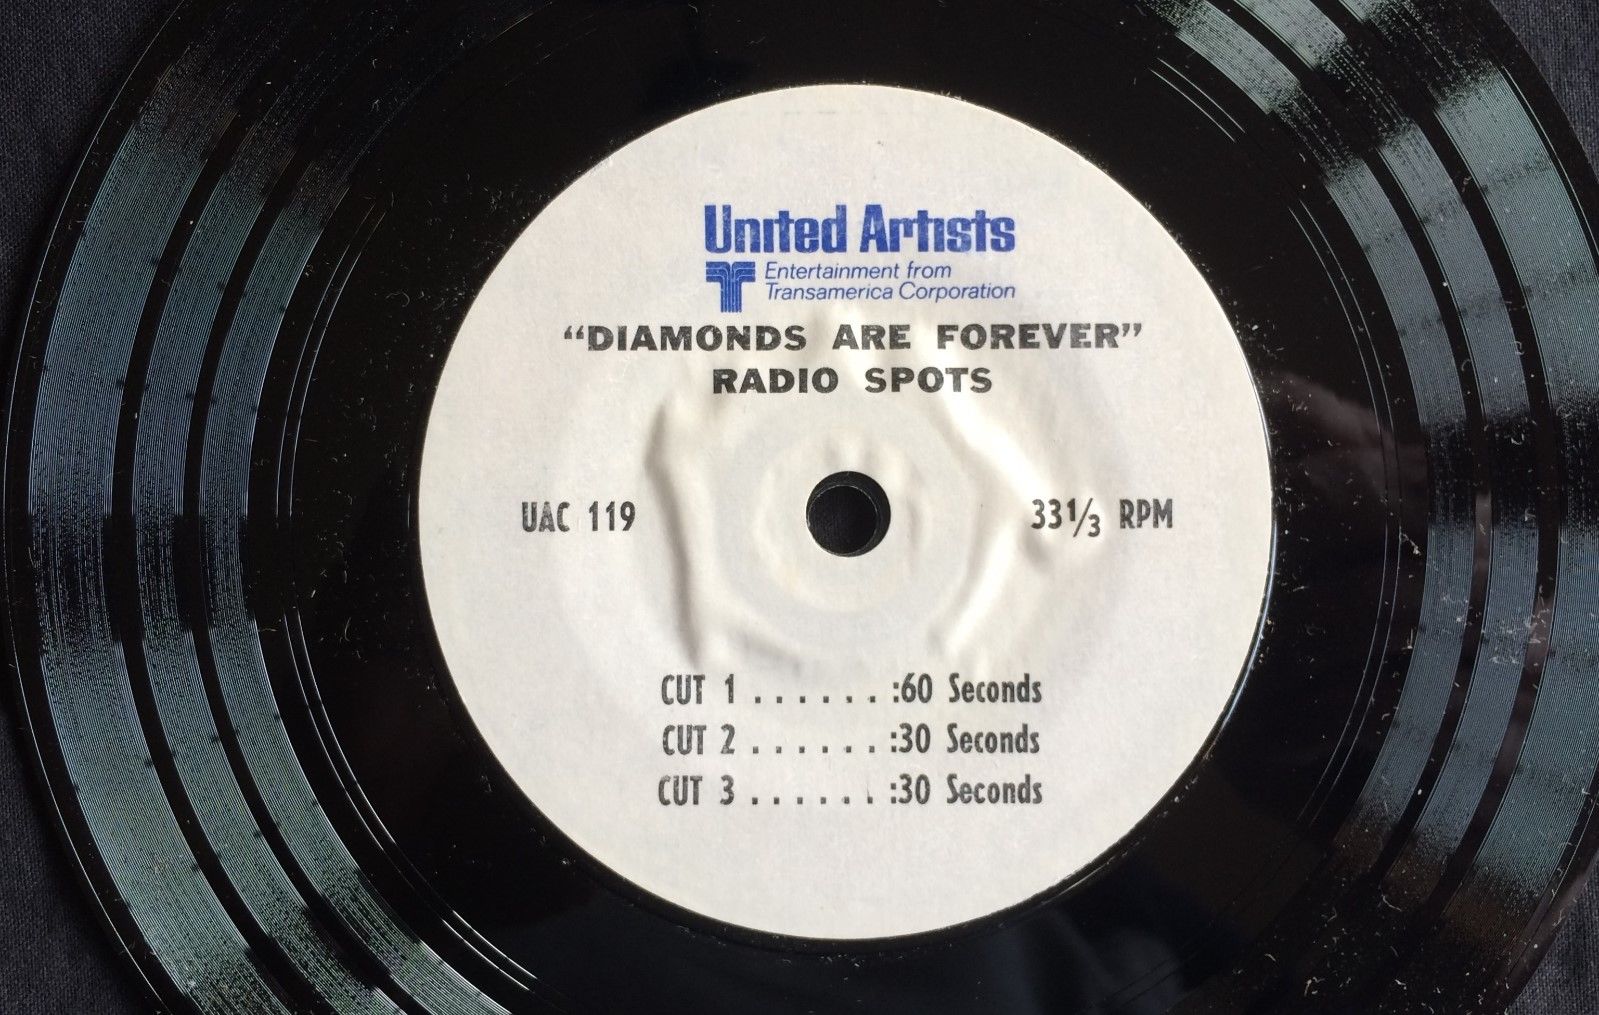 United Artists
Entertainment from
Transamerica Corporation
“DIAMONDS ARE FOREVER”
RADIO SPOTS
UAC 119
33⅓ RPM
CUT 1 . . . . . . :60 Seconds
CUT 2 . . . . . . :30 Seconds
CUT 3 . . . . . . :30 Seconds